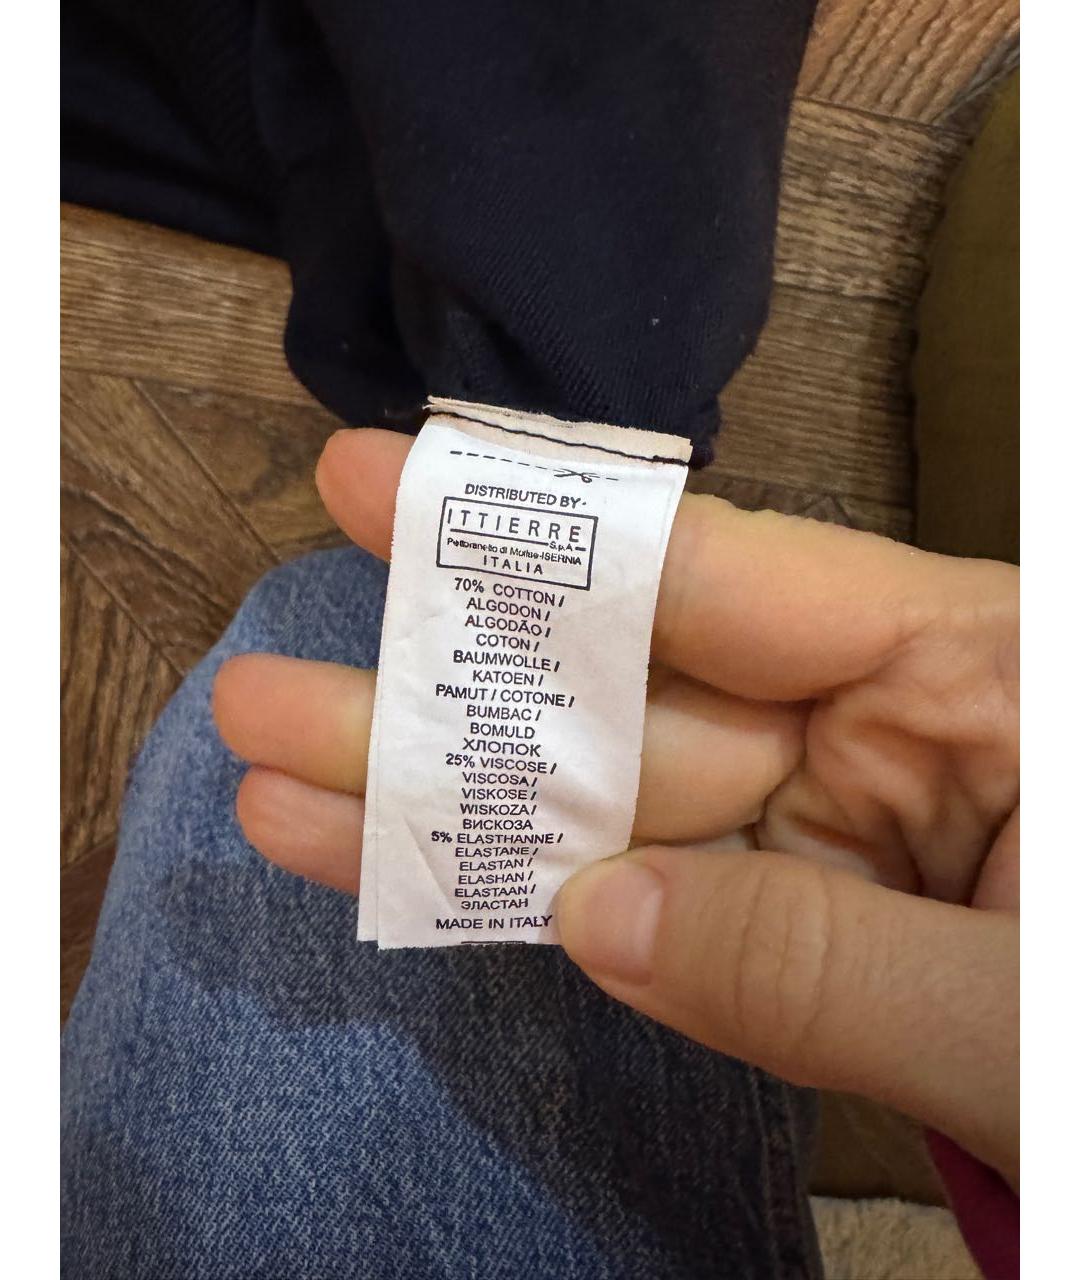 DISTRIBUTED BY-
ITTIERRE
S.p.A
Pettoranello di Molise-ISERNIA
ITALIA
70% COTTON /
ALGODON /
ALGODÃO /
COTON /
BAUMWOLLE /
KATOEN /
PAMUT / COTONE /
BUMBAC /
BOMULD
ХЛОПОК
25% VISCOSE /
VISCOSA /
VISKOSE /
WISKOZA /
ВИСКОЗА
5% ELASTHANNE /
ELASTANE /
ELASTAN /
ELASHAN /
ELASTAAN /
ЭЛАСТАН
MADE IN ITALY